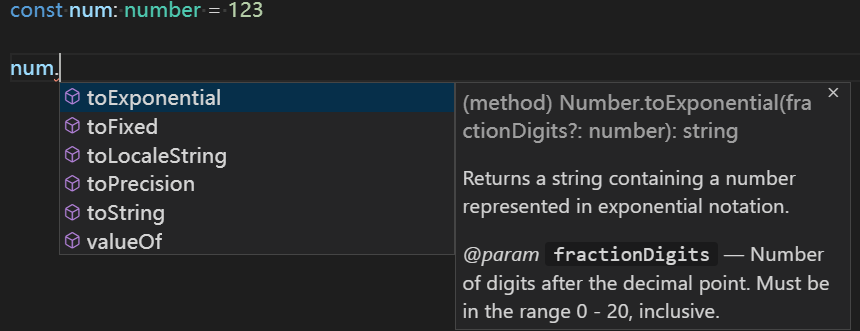 const num: number = 123
num.
toExponential
toFixed
toLocaleString
toPrecision
toString
valueOf
(method) Number.toExponential(fra
ctionDigits?: number): string
Returns a string containing a number
represented in exponential notation.
@param fractionDigits — Number
of digits after the decimal point. Must be
in the range 0 - 20, inclusive.